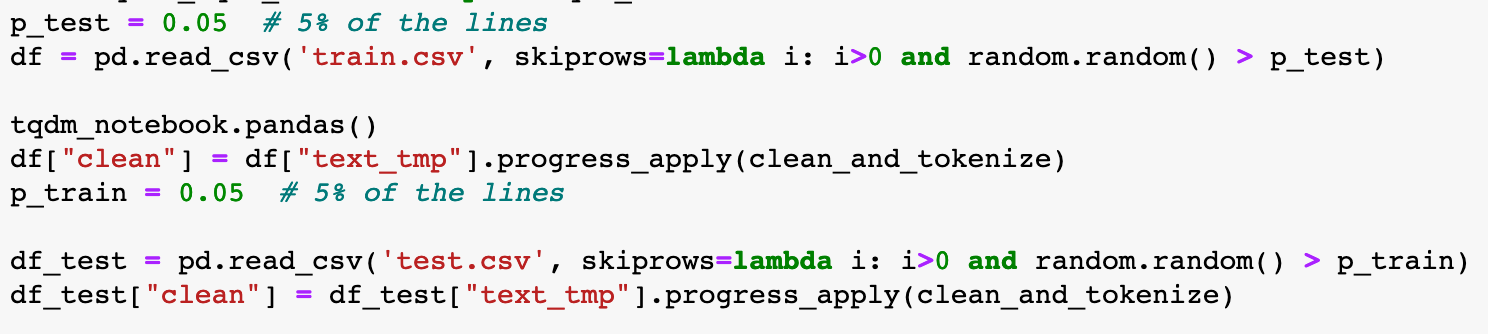 p_test = 0.05  # 5% of the lines
df = pd.read_csv('train.csv', skiprows=lambda i: i>0 and random.random() > p_test)
tqdm_notebook.pandas()
df["clean"] = df["text_tmp"].progress_apply(clean_and_tokenize)
p_train = 0.05  # 5% of the lines
df_test = pd.read_csv('test.csv', skiprows=lambda i: i>0 and random.random() > p_train)
df_test["clean"] = df_test["text_tmp"].progress_apply(clean_and_tokenize)